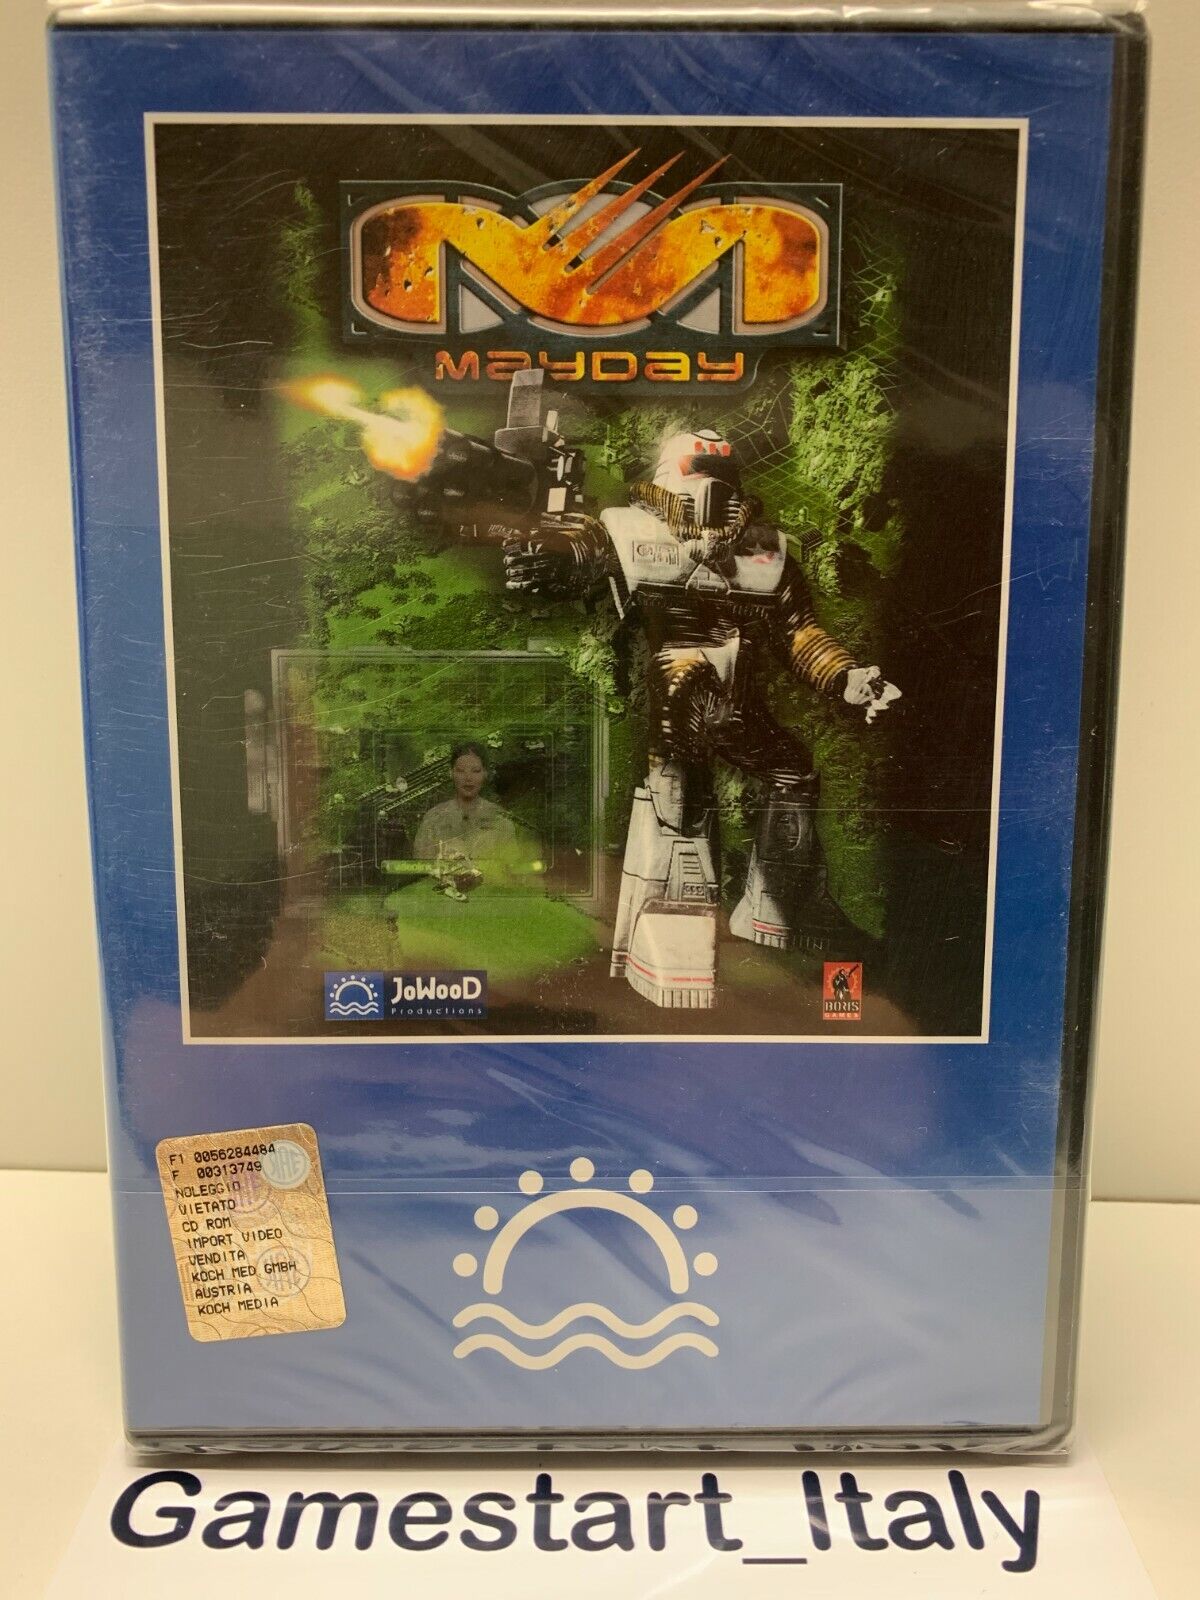 MAYDAY
JoWooD
Productions
BORIS
GAMES
F1 0056284484
F 00313749
NOLEGGIO
VIETATO
CD ROM
IMPORT VIDEO
VENDITA
KOCH MED GMBH
AUSTRIA
KOCH MEDIA
Gamestart_Italy